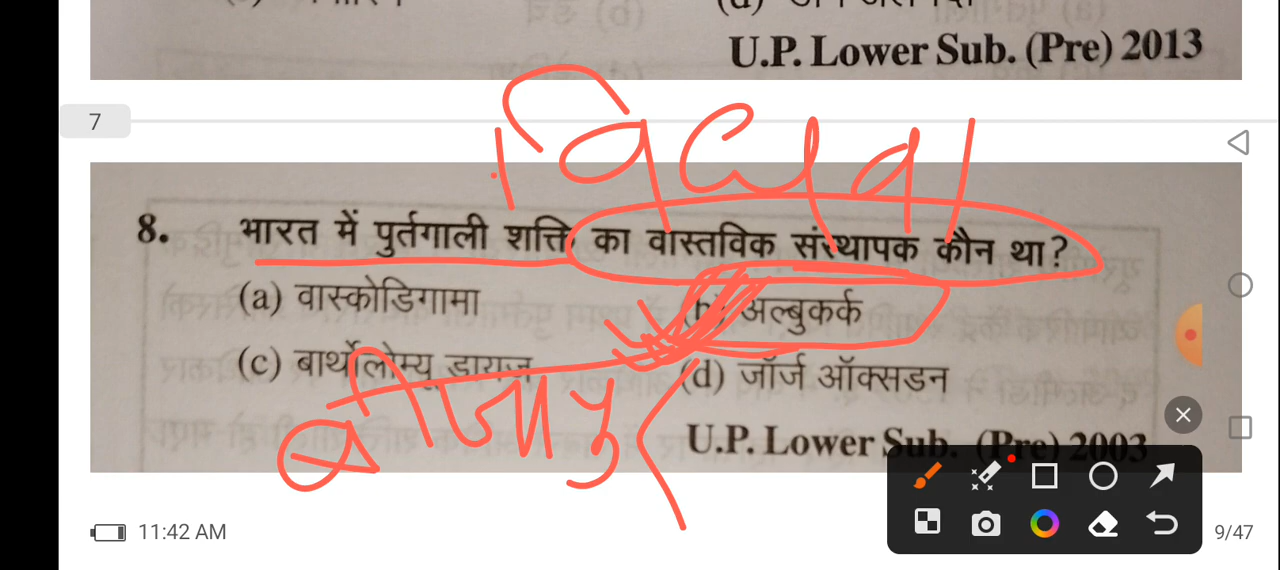 U.P. Lower Sub. (Pre) 2013
7
8. भारत में पुर्तगाली शक्ति का वास्तविक संस्थापक कौन था?
(a) वास्कोडिगामा (b) अल्बुकर्क
(c) बार्थोलोम्यू डायज (d) जॉर्ज ऑक्सडन
U.P. Lower Sub. (Pre) 2003
11:42 AM
9/47